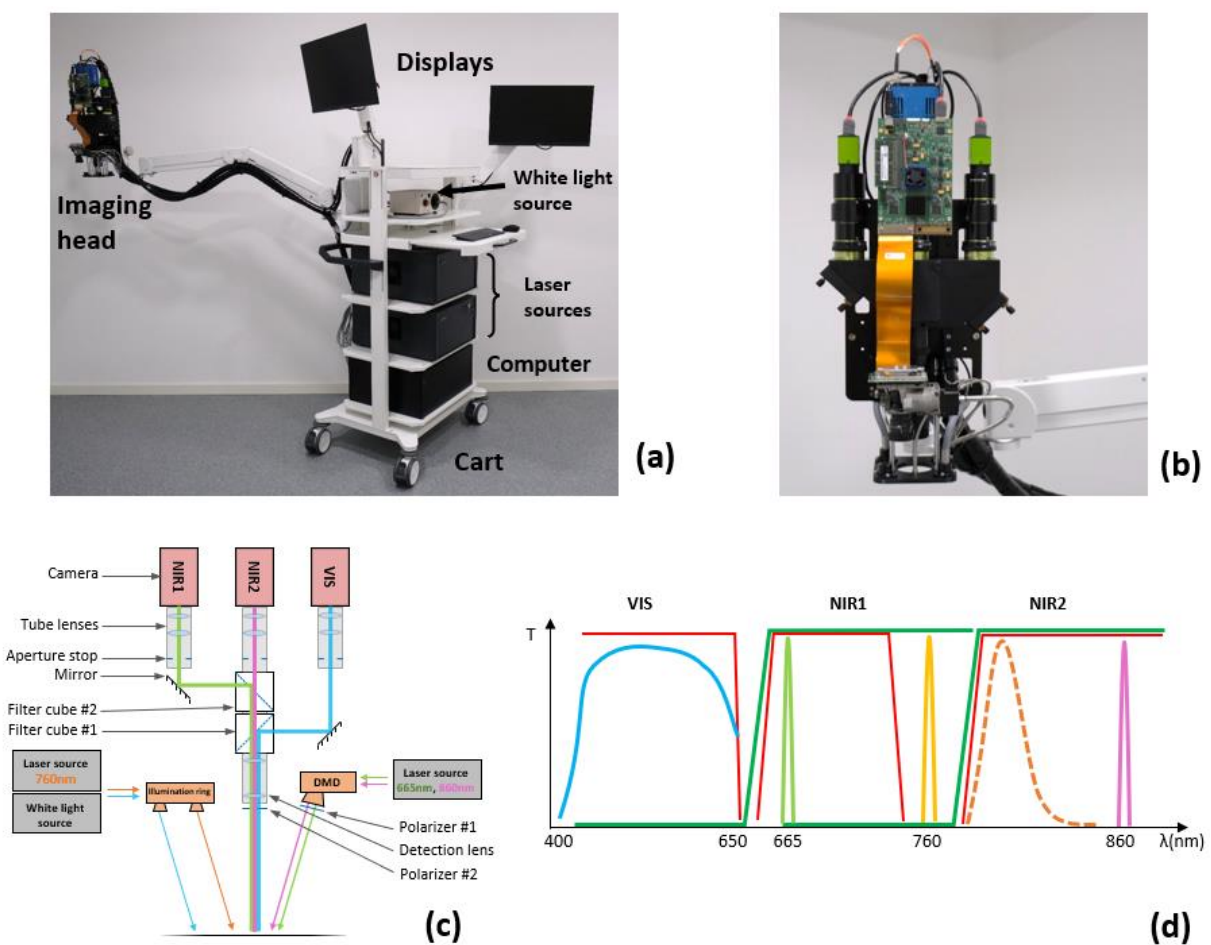 Displays
White light
source
Imaging
head
Laser
sources
Computer
Cart
(a)
(b)
NIR1
NIR2
VIS
Camera
Tube lenses
Aperture stop
Mirror
Filter cube #2
Filter cube #1
Laser source
760nm
White light
source
Illumination ring
DMD
Laser source
665nm, 860nm
Polarizer #1
Detection lens
Polarizer #2
(c)
VIS
NIR1
NIR2
T
400
650
665
760
860
λ(nm)
(d)